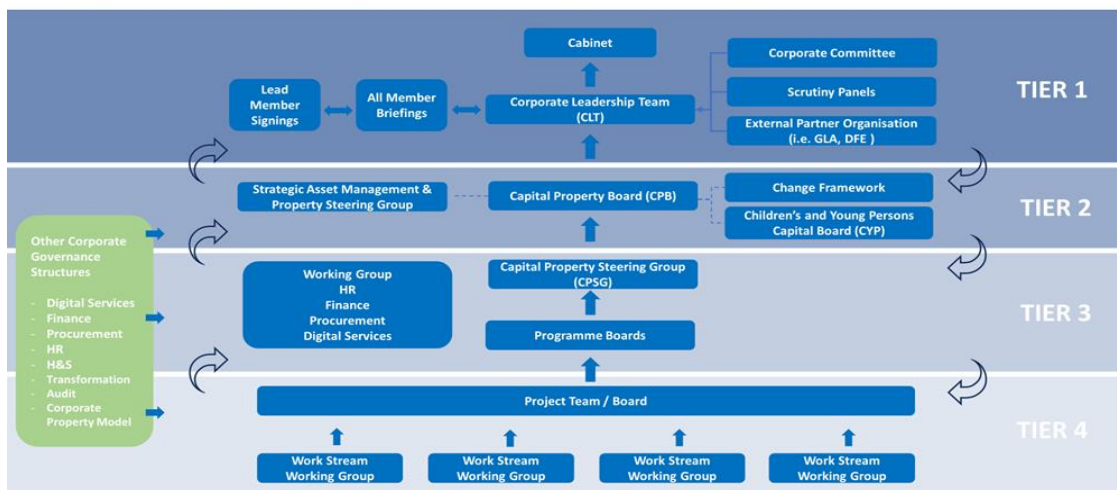 Cabinet
Corporate Committee
Lead
Member
Signings
All Member
Briefings
Corporate Leadership Team
(CLT)
Scrutiny Panels
External Partner Organisation
(i.e. GLA, DFE )
TIER 1
Strategic Asset Management &
Property Steering Group
Capital Property Board (CPB)
Change Framework
Children's and Young Persons
Capital Board (CYP)
TIER 2
Other Corporate
Governance
Structures
- Digital Services
- Finance
- Procurement
- HR
- H&S
- Transformation
- Audit
- Corporate
Property Model
Working Group
HR
Finance
Procurement
Digital Services
Capital Property Steering Group
(CPSG)
Programme Boards
TIER 3
Project Team / Board
TIER 4
Work Stream
Working Group
Work Stream
Working Group
Work Stream
Working Group
Work Stream
Working Group